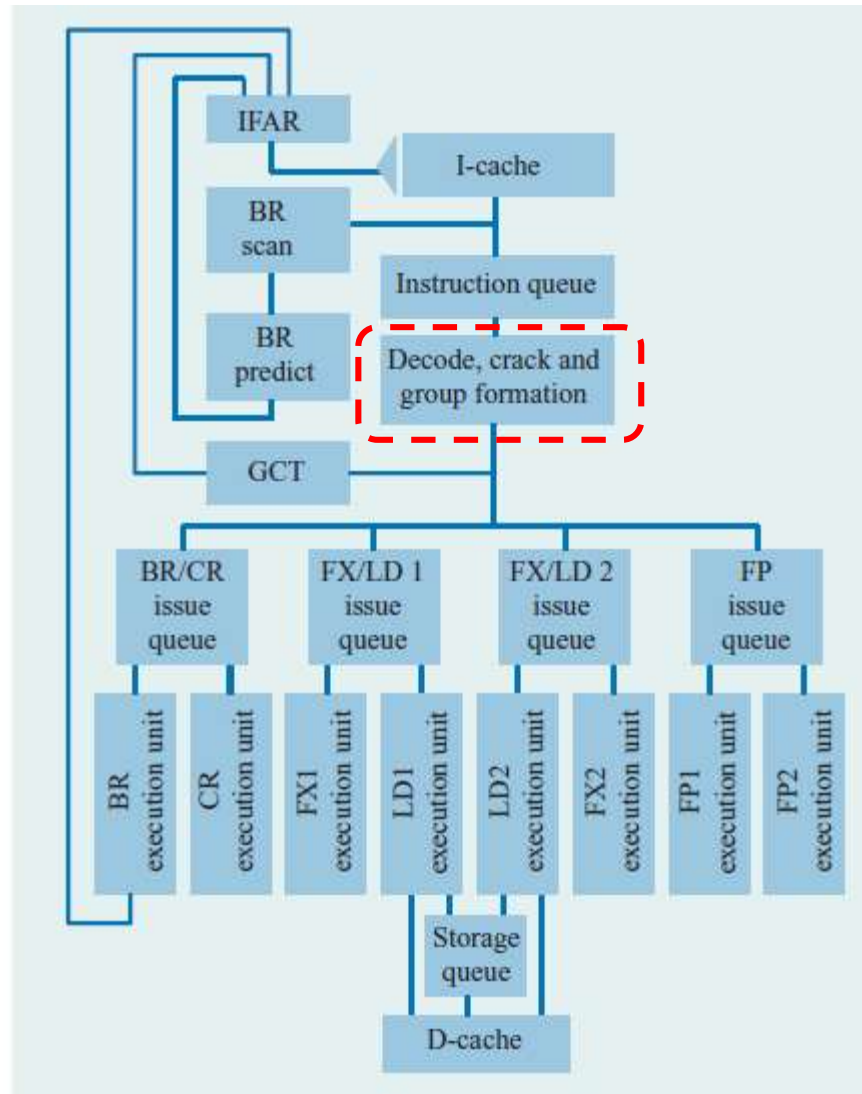 IFAR
I-cache
BR
scan
Instruction queue
BR
predict
Decode, crack and
group formation
GCT
BR/CR
issue
queue
FX/LD 1
issue
queue
FX/LD 2
issue
queue
FP
issue
queue
BR
execution unit
CR
execution unit
FX1
execution unit
LD1
execution unit
LD2
execution unit
FX2
execution unit
FP1
execution unit
FP2
execution unit
Storage
queue
D-cache